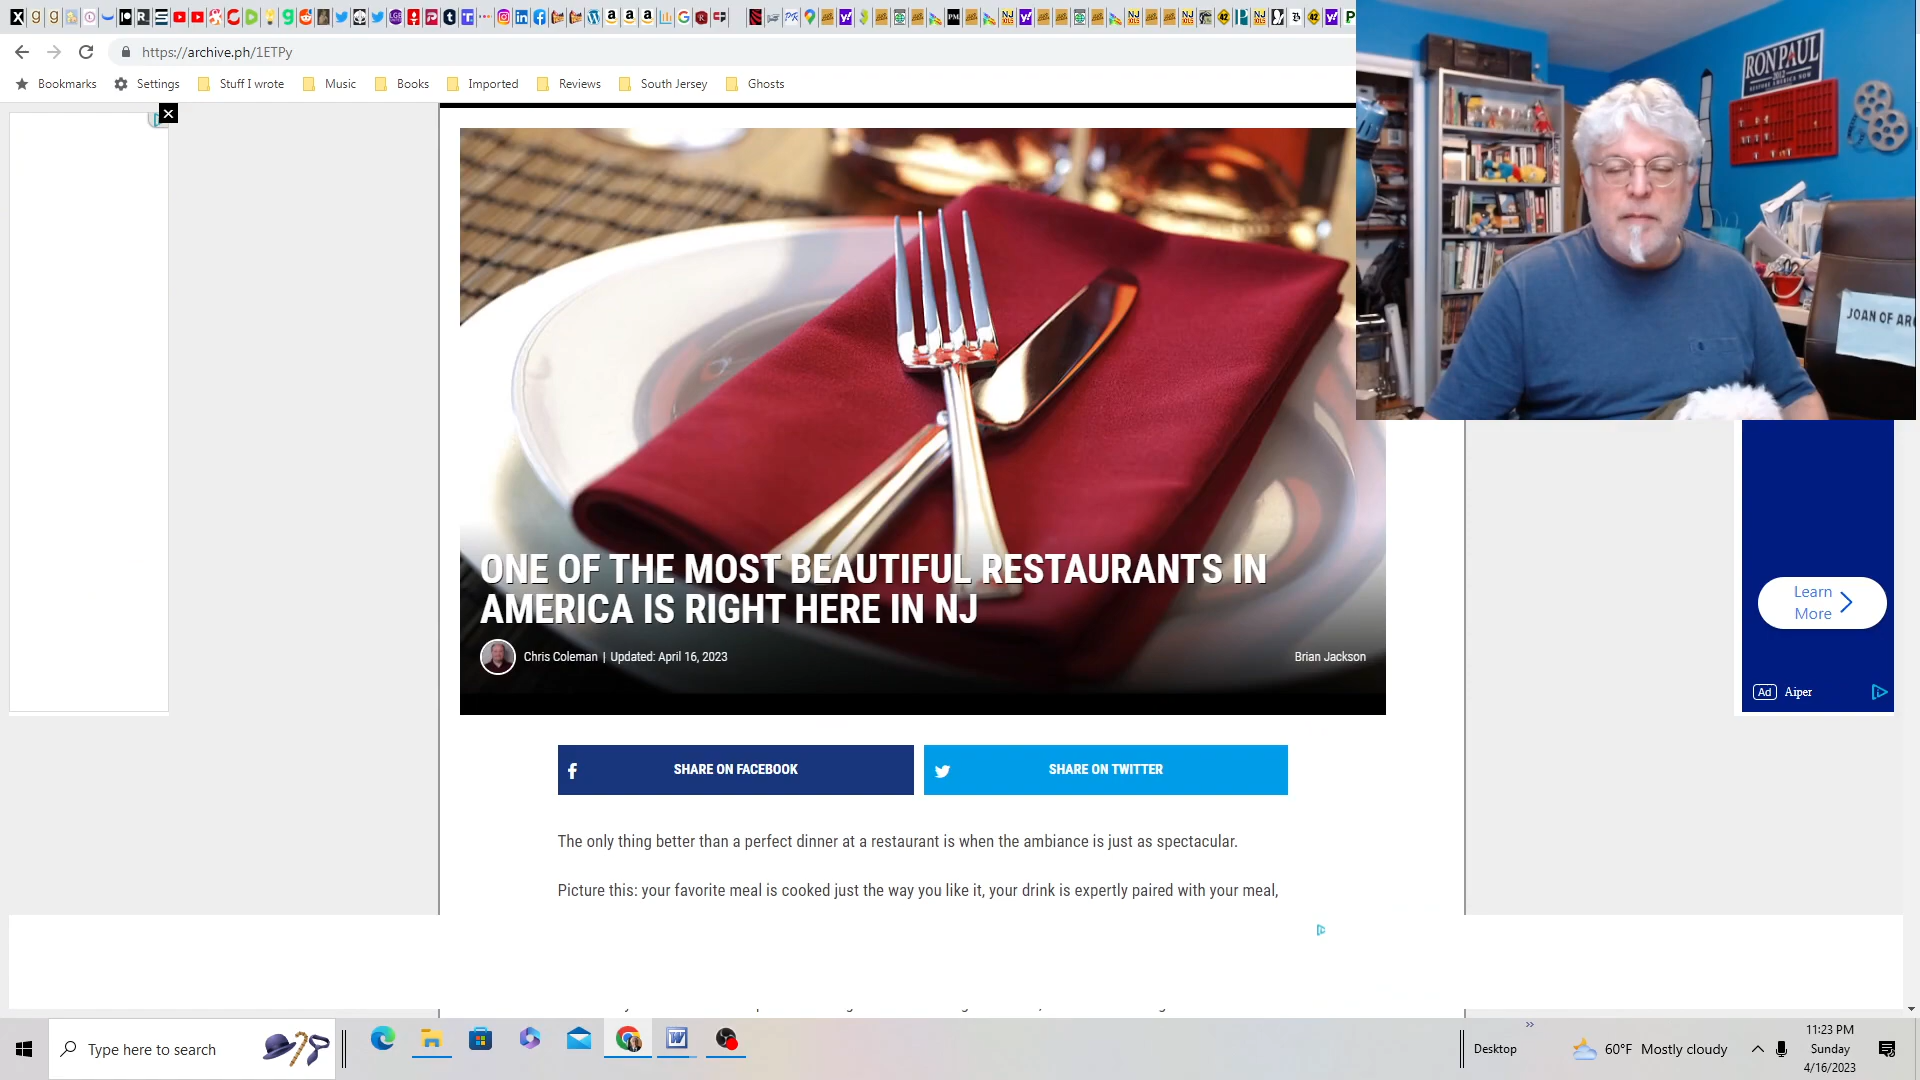 https://archive.ph/1ETPy
Bookmarks
Settings
Stuff I wrote
Music
Books
Imported
Reviews
South Jersey
Ghosts
RON PAUL
2012
JOAN OF AR
ONE OF THE MOST BEAUTIFUL RESTAURANTS IN
AMERICA IS RIGHT HERE IN NJ
Chris Coleman | Updated: April 16, 2023
Brian Jackson
Learn
More
Ad
Aiper
SHARE ON FACEBOOK
SHARE ON TWITTER
The only thing better than a perfect dinner at a restaurant is when the ambiance is just as spectacular.
Picture this: your favorite meal is cooked just the way you like it, your drink is expertly paired with your meal,
Type here to search
Desktop
60°F Mostly cloudy
11:23 PM
Sunday
4/16/2023